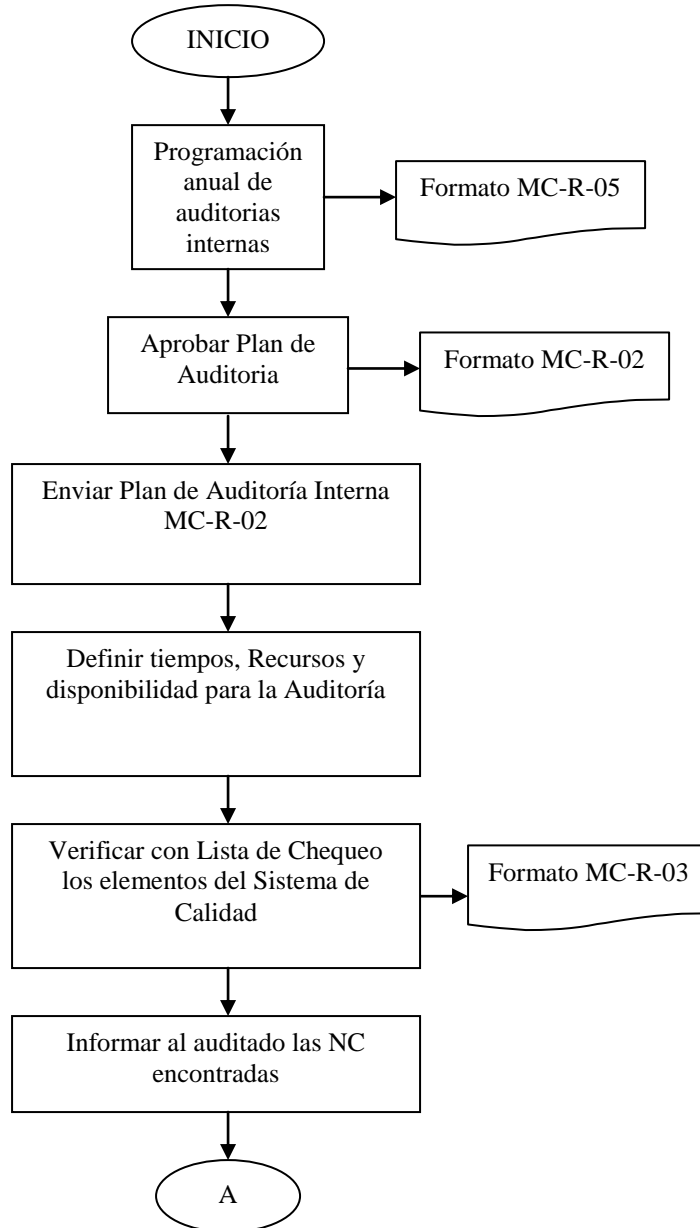 INICIO
Programación
anual de
auditorias
internas
Formato MC-R-05
Aprobar Plan de
Auditoria
Formato MC-R-02
Enviar Plan de Auditoría Interna
MC-R-02
Definir tiempos, Recursos y
disponibilidad para la Auditoría
Verificar con Lista de Chequeo
los elementos del Sistema de
Calidad
Formato MC-R-03
Informar al auditado las NC
encontradas
A